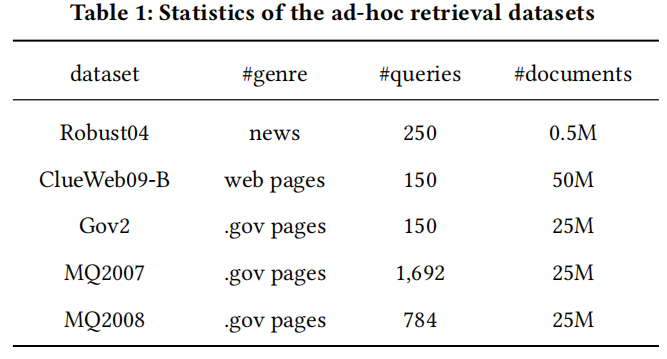 Table 1: Statistics of the ad-hoc retrieval datasets
dataset #genre #queries #documents
Robust04 news 250 0.5M
ClueWeb09-B web pages 150 50M
Gov2 .gov pages 150 25M
MQ2007 .gov pages 1,692 25M
MQ2008 .gov pages 784 25M